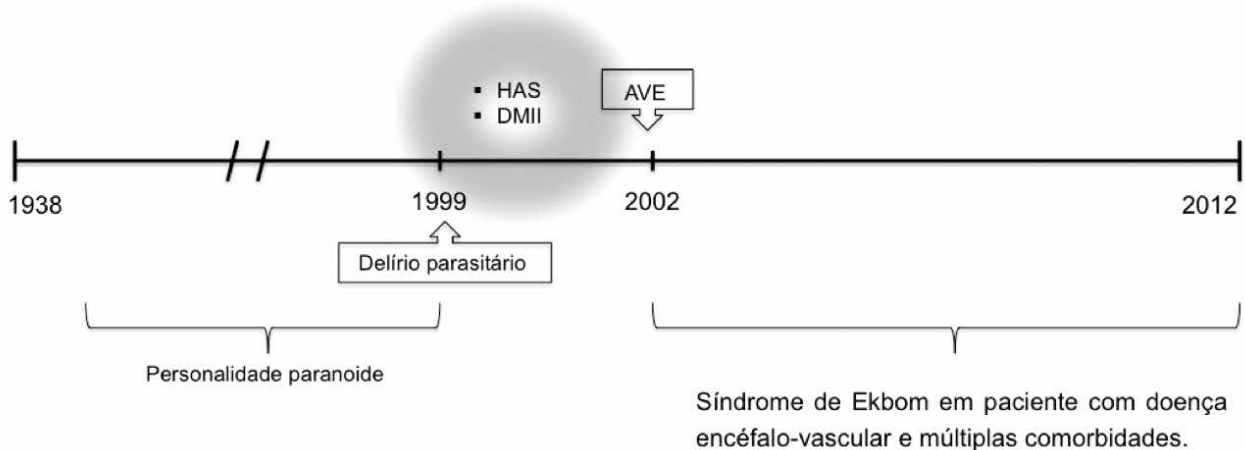 HAS
DMII
AVE
1938
1999
2002
2012
Delírio parasitário
Personalidade paranoide
Síndrome de Ekbom em paciente com doença
encéfalo-vascular e múltiplas comorbidades.